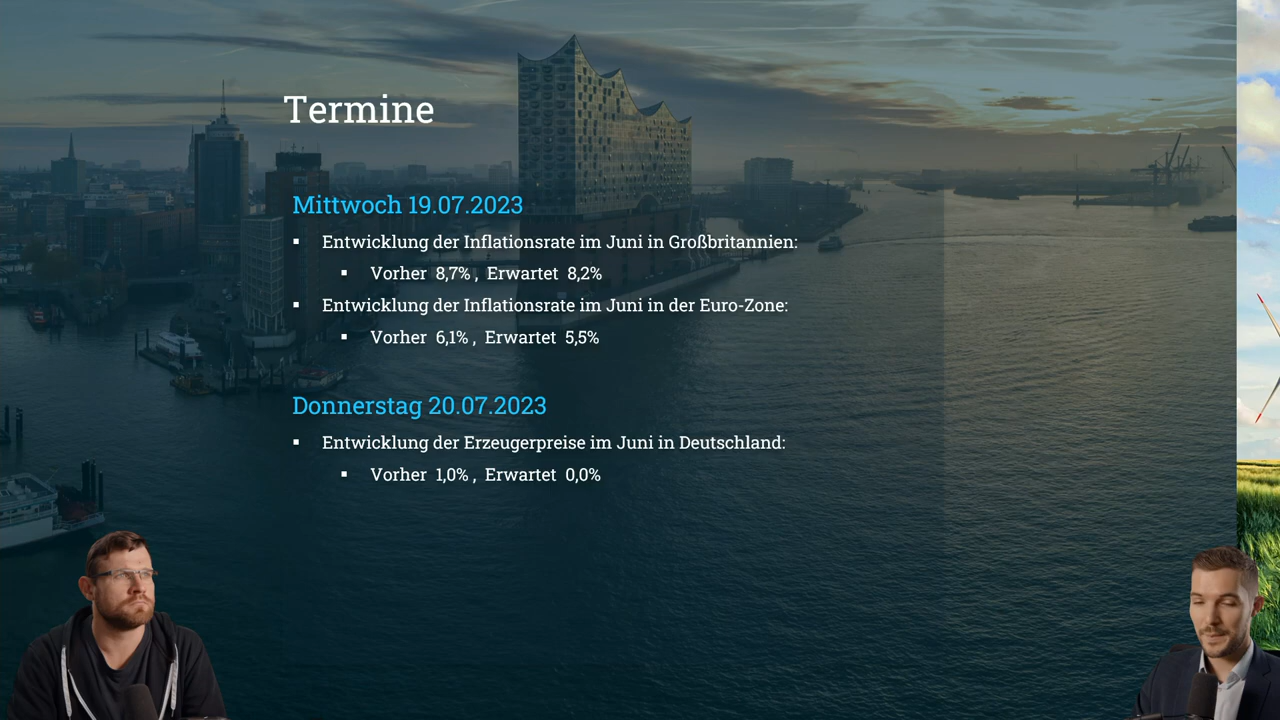 Termine
Mittwoch 19.07.2023
▪ Entwicklung der Inflationsrate im Juni in Großbritannien:
▪ Vorher 8,7% , Erwartet 8,2%
▪ Entwicklung der Inflationsrate im Juni in der Euro-Zone:
▪ Vorher 6,1% , Erwartet 5,5%
Donnerstag 20.07.2023
▪ Entwicklung der Erzeugerpreise im Juni in Deutschland:
▪ Vorher 1,0% , Erwartet 0,0%